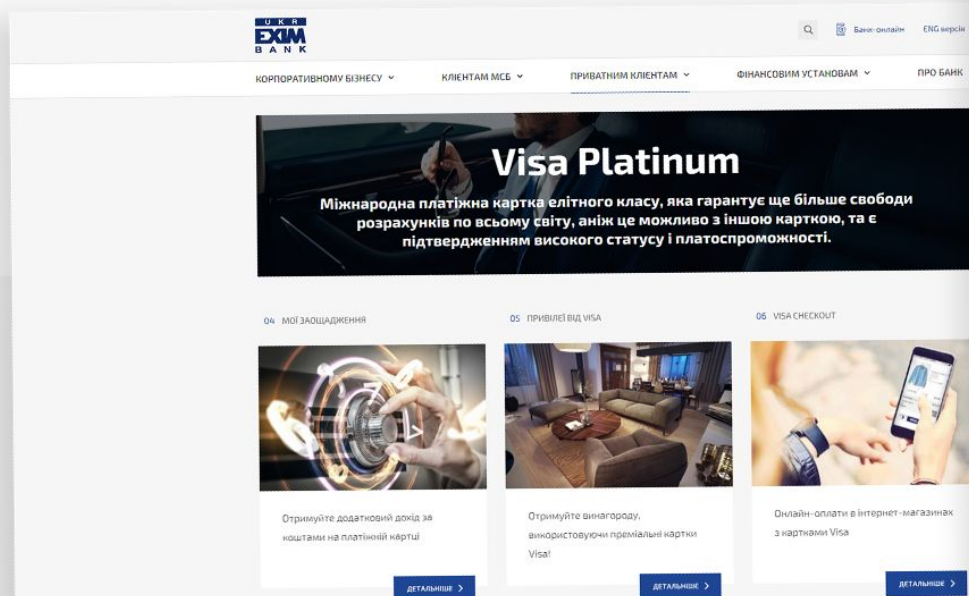 UKR
EXIM
BANK
Банк-онлайн
ENG версія
КОРПОРАТИВНОМУ БІЗНЕСУ
КЛІЄНТАМ МСБ
ПРИВАТНИМ КЛІЄНТАМ
ФІНАНСОВИМ УСТАНОВАМ
ПРО БАНК
Visa Platinum
Міжнародна платіжна картка елітного класу, яка гарантує ще більше свободи
розрахунків по всьому світу, аніж це можливо з іншою карткою, та є
підтвердженням високого статусу і платоспроможності.
04 МОЇ ЗАОЩАДЖЕННЯ
05 ПРИВІЛЕЇ ВІД VISA
06 VISA CHECKOUT
Отримуйте додатковий дохід за
коштами на платіжній картці
ДЕТАЛЬНІШЕ
Отримуйте винагороду,
використовуючи преміальні картки
Visa!
ДЕТАЛЬНІШЕ
Онлайн-оплати в інтернет-магазинах
з картками Visa
ДЕТАЛЬНІШЕ